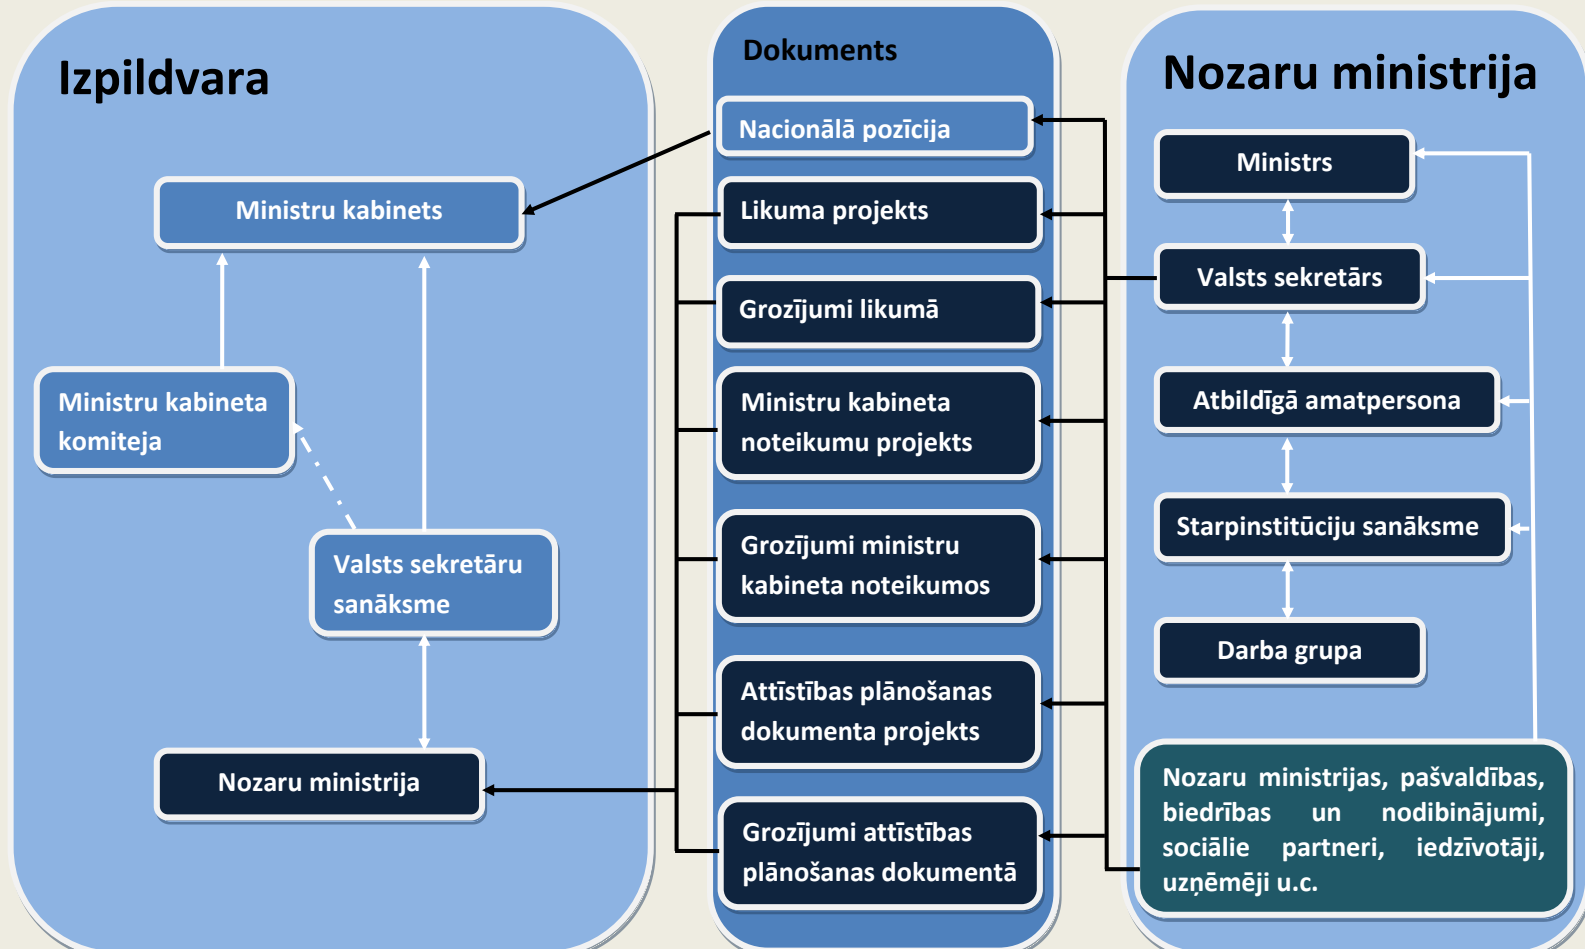 Izpildvara
Ministru kabinets
Ministru kabineta
komiteja
Valsts sekretāru
sanāksme
Nozaru ministrija
Dokuments
Nacionālā pozīcija
Likuma projekts
Grozījumi likumā
Ministru kabineta
noteikumu projekts
Grozījumi ministru
kabineta noteikumos
Attīstības plānošanas
dokumenta projekts
Grozījumi attīstības
plānošanas dokumentā
Nozaru ministrija
Ministrs
Valsts sekretārs
Atbildīgā amatpersona
Starpinstitūciju sanāksme
Darba grupa
Nozaru ministrijas, pašvaldības,
biedrības un nodibinājumi,
sociālie partneri, iedzīvotāji,
uzņēmēji u.c.